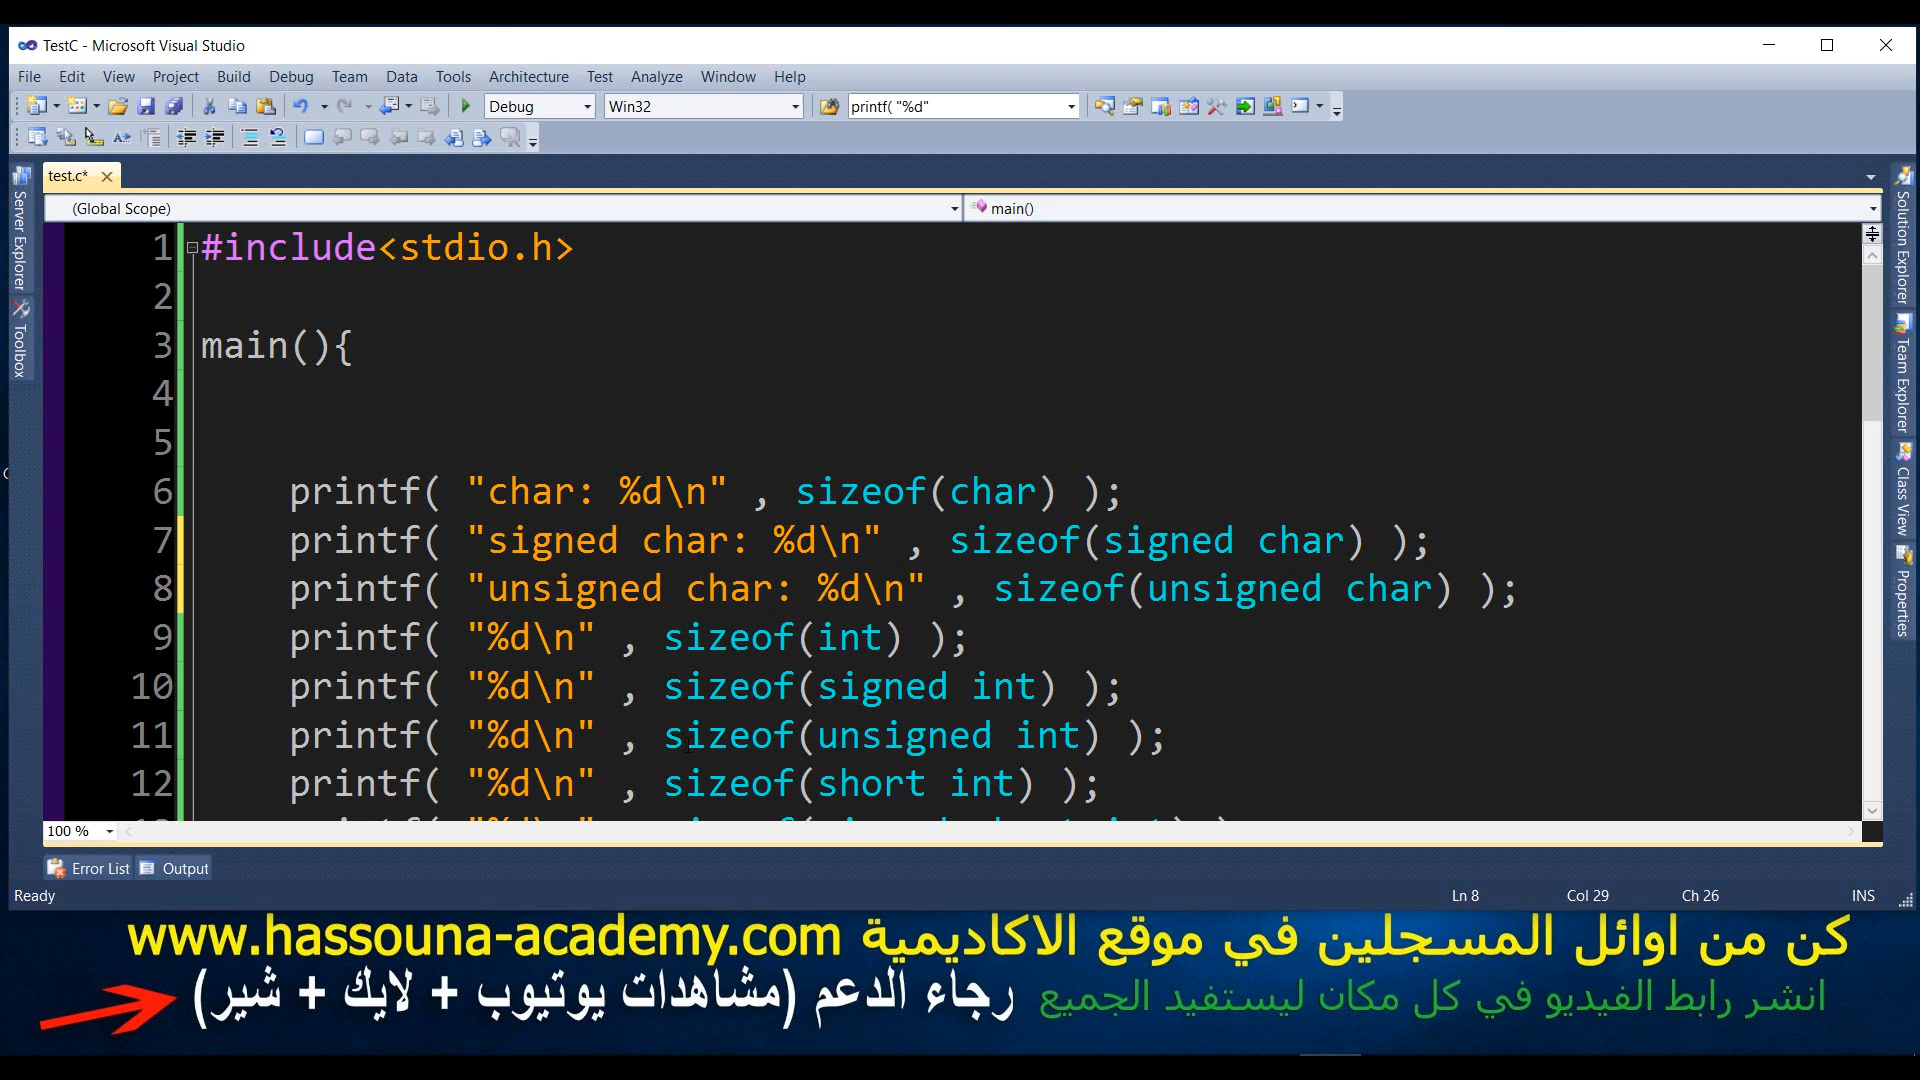 TestC - Microsoft Visual Studio
File Edit View Project Build Debug Team Data Tools Architecture Test Analyze Window Help
Debug Win32 printf( "%d"
test.c*
(Global Scope) main()
Server Explorer
Toolbox
Solution Explorer
Team Explorer
Class View
Properties
1 #include<stdio.h>
2
3 main(){
4
5
6 printf( "char: %d\n" , sizeof(char) );
7 printf( "signed char: %d\n" , sizeof(signed char) );
8 printf( "unsigned char: %d\n" , sizeof(unsigned char) );
9 printf( "%d\n" , sizeof(int) );
10 printf( "%d\n" , sizeof(signed int) );
11 printf( "%d\n" , sizeof(unsigned int) );
12 printf( "%d\n" , sizeof(short int) );
100 %
Error List Output
Ready Ln 8 Col 29 Ch 26 INS
كن من اوائل المسجلين في موقع الاكاديمية www.hassouna-academy.com
انشر رابط الفيديو في كل مكان ليستفيد الجميع رجاء الدعم (مشاهدات يوتيوب + لايك + شير)